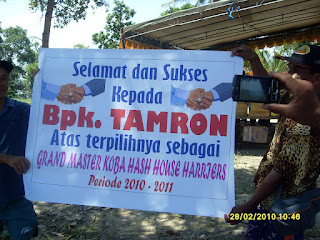 Selamat dan Sukses
Kepada
Bpk. TAMRON
Atas terpilihnya sebagai
GRAND MASTER KOBA HASH HOUSE HARRIERS
Periode 2010 - 2011
28/02/2010 10:46